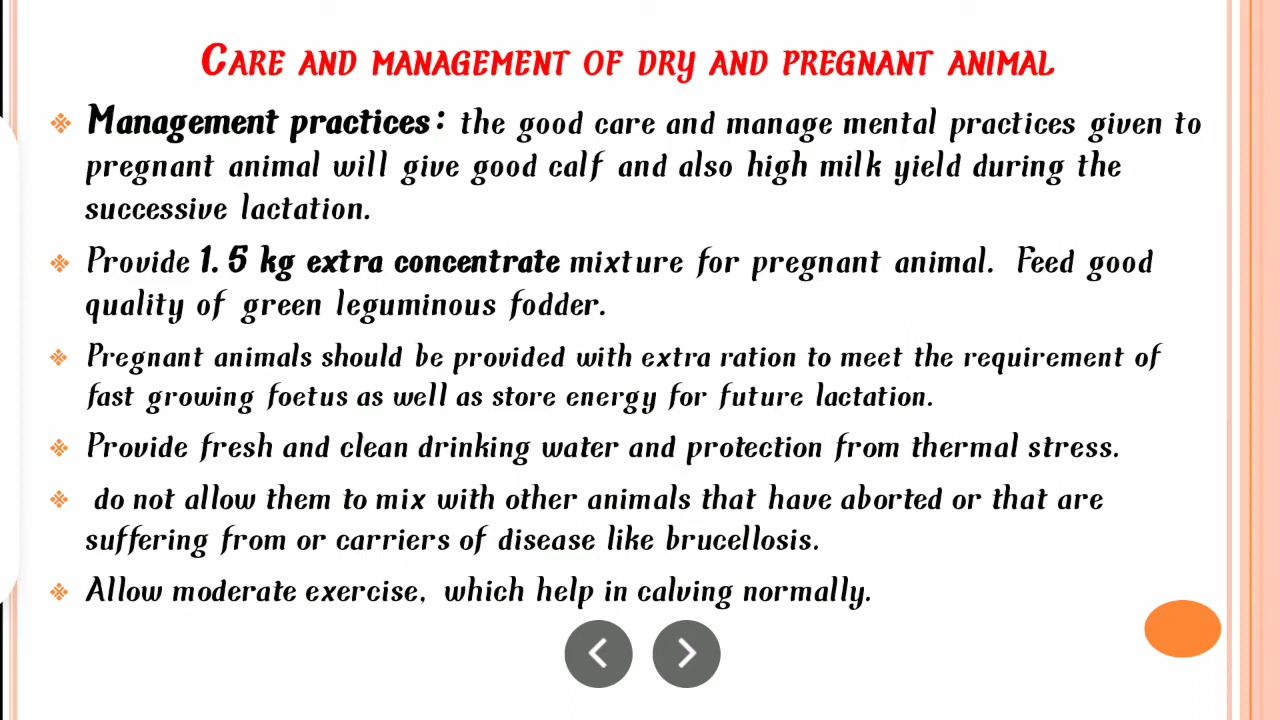 CARE AND MANAGEMENT OF DRY AND PREGNANT ANIMAL
Management practices: the good care and manage mental practices given to
pregnant animal will give good calf and also high milk yield during the
successive lactation.
Provide 1.5 kg extra concentrate mixture for pregnant animal. Feed good
quality of green leguminous fodder.
Pregnant animals should be provided with extra ration to meet the requirement of
fast growing foetus as well as store energy for future lactation.
Provide fresh and clean drinking water and protection from thermal stress.
do not allow them to mix with other animals that have aborted or that are
suffering from or carriers of disease like brucellosis.
Allow moderate exercise, which help in calving normally.